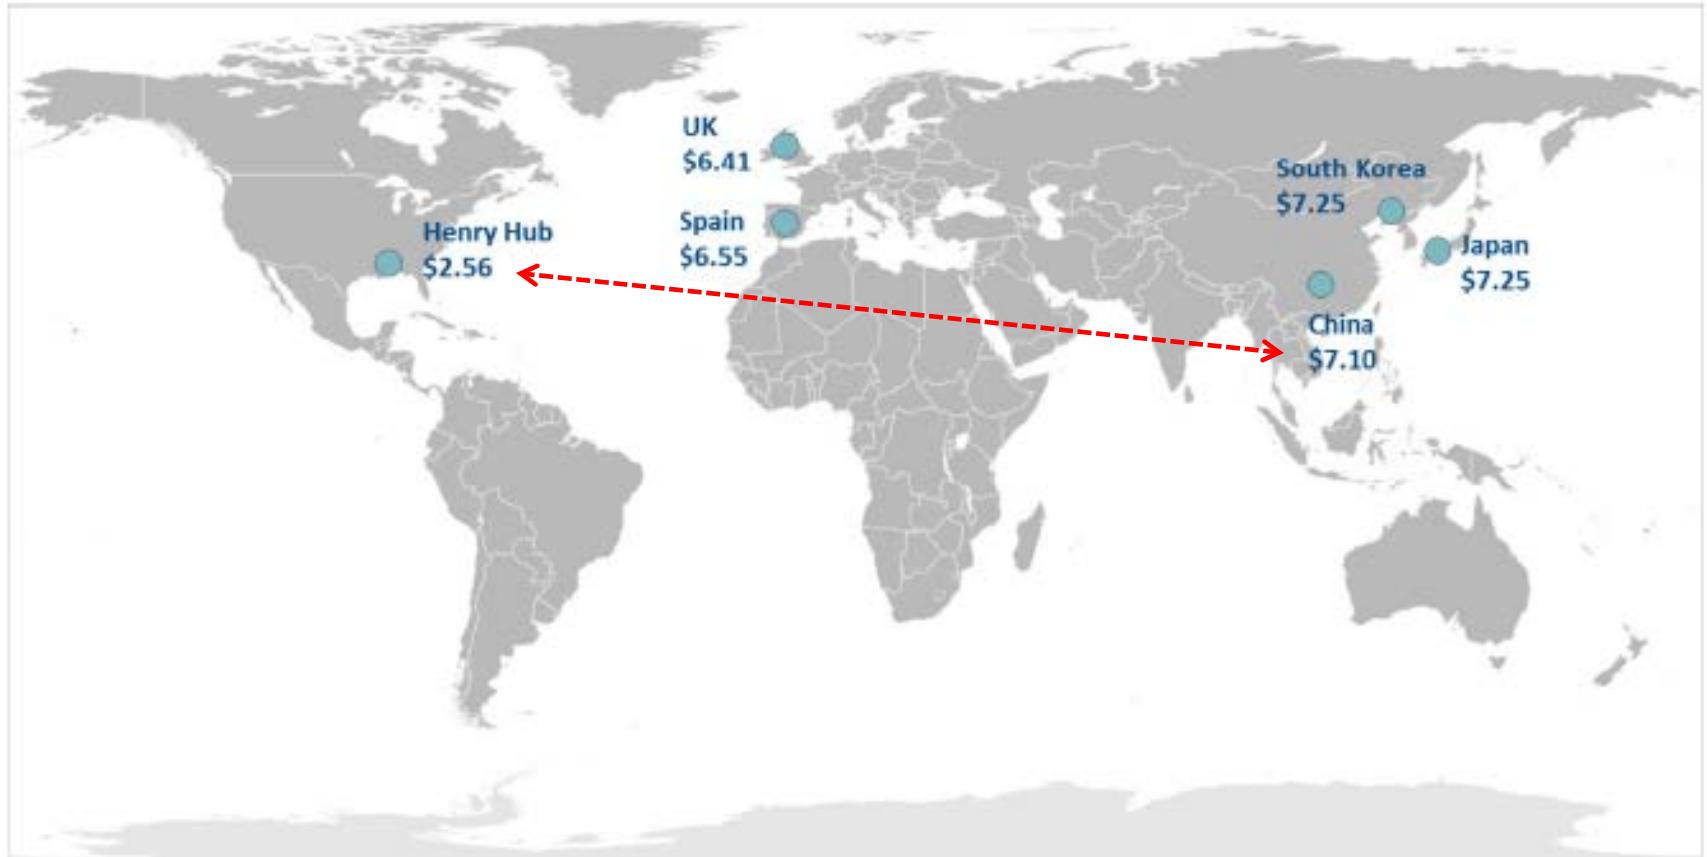 UK
$6.41
Spain
$6.55
Henry Hub
$2.56
South Korea
$7.25
Japan
$7.25
China
$7.10